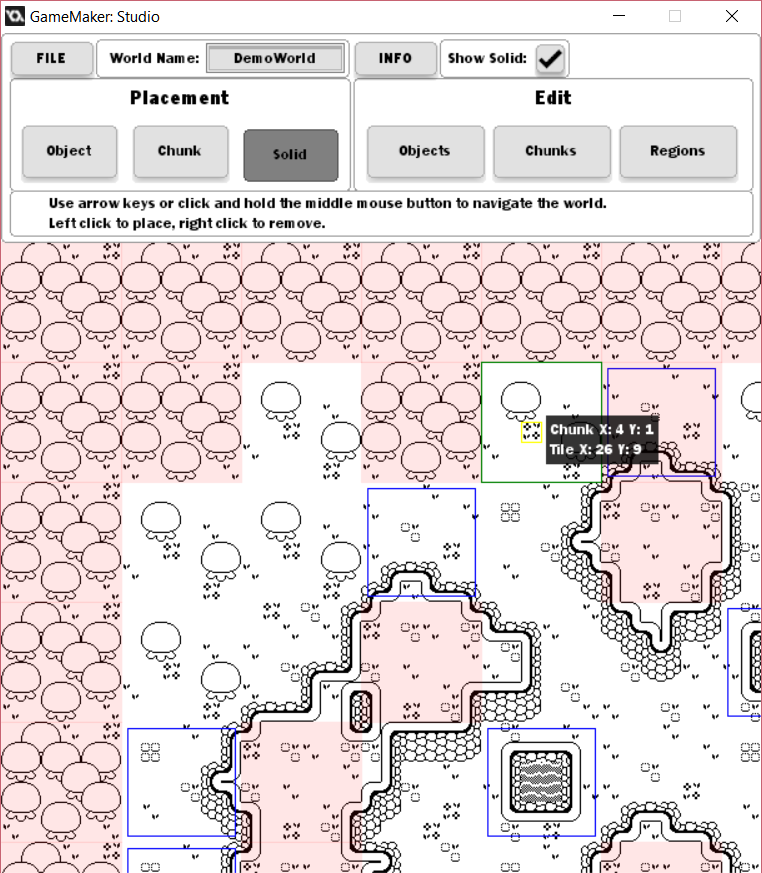 GameMaker: Studio
FILE World Name: DemoWorld INFO Show Solid:
Placement Edit
Object Chunk Solid Objects Chunks Regions
Use arrow keys or click and hold the middle mouse button to navigate the world.
Left click to place, right click to remove.
Chunk X: 4 Y: 1
Tile X: 26 Y: 9